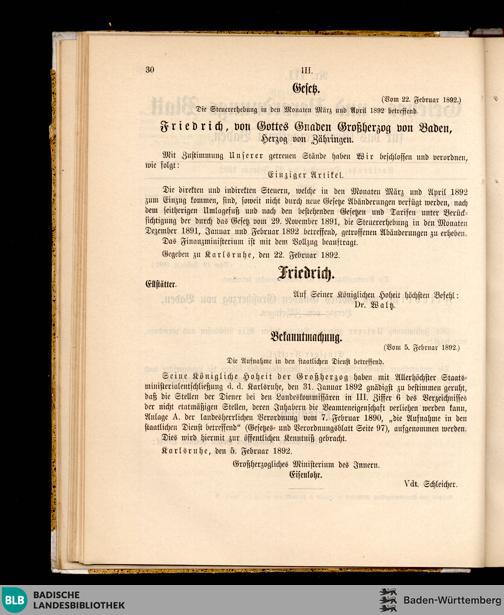 30
III.
Gesetz.
(Vom 22. Februar 1892.)
Die Steuererhebung in den Monaten März und April 1892 betreffend.
Friedrich, von Gottes Gnaden Großherzog von Baden,
Herzog von Zähringen.
Mit Zustimmung Unserer getreuen Stände haben Wir beschlossen und verordnen,
wie folgt:
Einziger Artikel.
Die direkten und indirekten Steuern, welche in den Monaten März und April 1892
zum Einzug kommen, sind, soweit nicht durch neue Gesetze Abänderungen verfügt werden, nach
dem seitherigen Umlagefuß und nach den bestehenden Gesetzen und Tarifen unter Berück-
sichtigung der durch das Gesetz vom 29. November 1891, die Steuererhebung in den Monaten
Dezember 1891, Januar und Februar 1892 betreffend, getroffenen Abänderungen zu erheben.
Das Finanzministerium ist mit dem Vollzug beauftragt.
Gegeben zu Karlsruhe, den 22. Februar 1892.
Friedrich.
Ellstätter.
Auf Seiner Königlichen Hoheit höchsten Befehl:
Dr. Waltz.
Bekanntmachung.
(Vom 5. Februar 1892.)
Die Aufnahme in den staatlichen Dienst betreffend.
Seine Königliche Hoheit der Großherzog haben mit Allerhöchster Staats-
ministerialentschließung d. d. Karlsruhe, den 31. Januar 1892 gnädigst zu bestimmen geruht,
daß die Stellen der Diener bei den Landeskommissären in III. Ziffer 6 des Verzeichnisses
der nicht etatmäßigen Stellen, deren Inhabern die Beamteneigenschaft verliehen werden kann,
Anlage A. der landesherrlichen Verordnung vom 7. Februar 1890, „die Aufnahme in den
staatlichen Dienst betreffend“ (Gesetzes- und Verordnungsblatt Seite 97), aufgenommen werden.
Dies wird hiermit zur öffentlichen Kenntniß gebracht.
Karlsruhe, den 5. Februar 1892.
Großherzogliches Ministerium des Innern.
Eisenlohr.
Vdt. Schleicher.
BLB
BADISCHE
LANDESBIBLIOTHEK
Baden-Württemberg